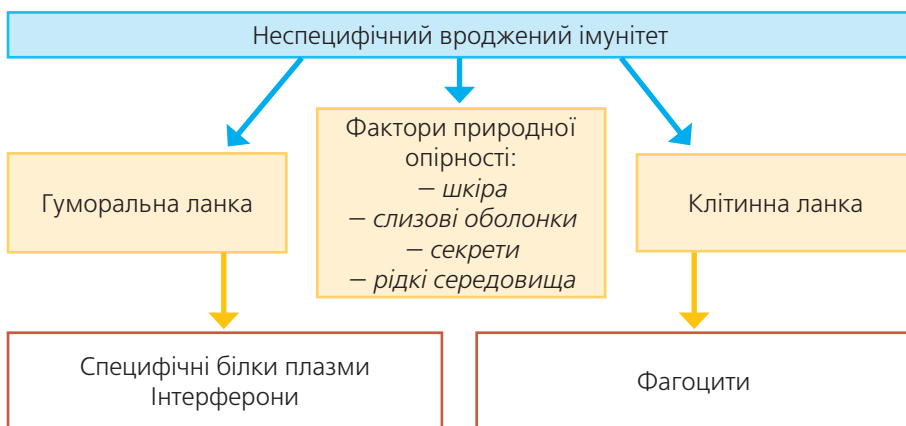 Неспецифічний вроджений імунітет
Гуморальна ланка
Фактори природної
опірності:
– шкіра
– слизові оболонки
– секрети
– рідкі середовища
Клітинна ланка
Специфічні білки плазми
Інтерферони
Фагоцити